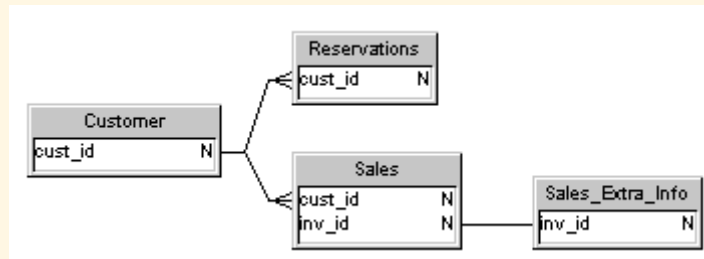 Reservations
cust_id N
Customer
cust_id N
Sales
cust_id N
inv_id N
Sales_Extra_Info
inv_id N